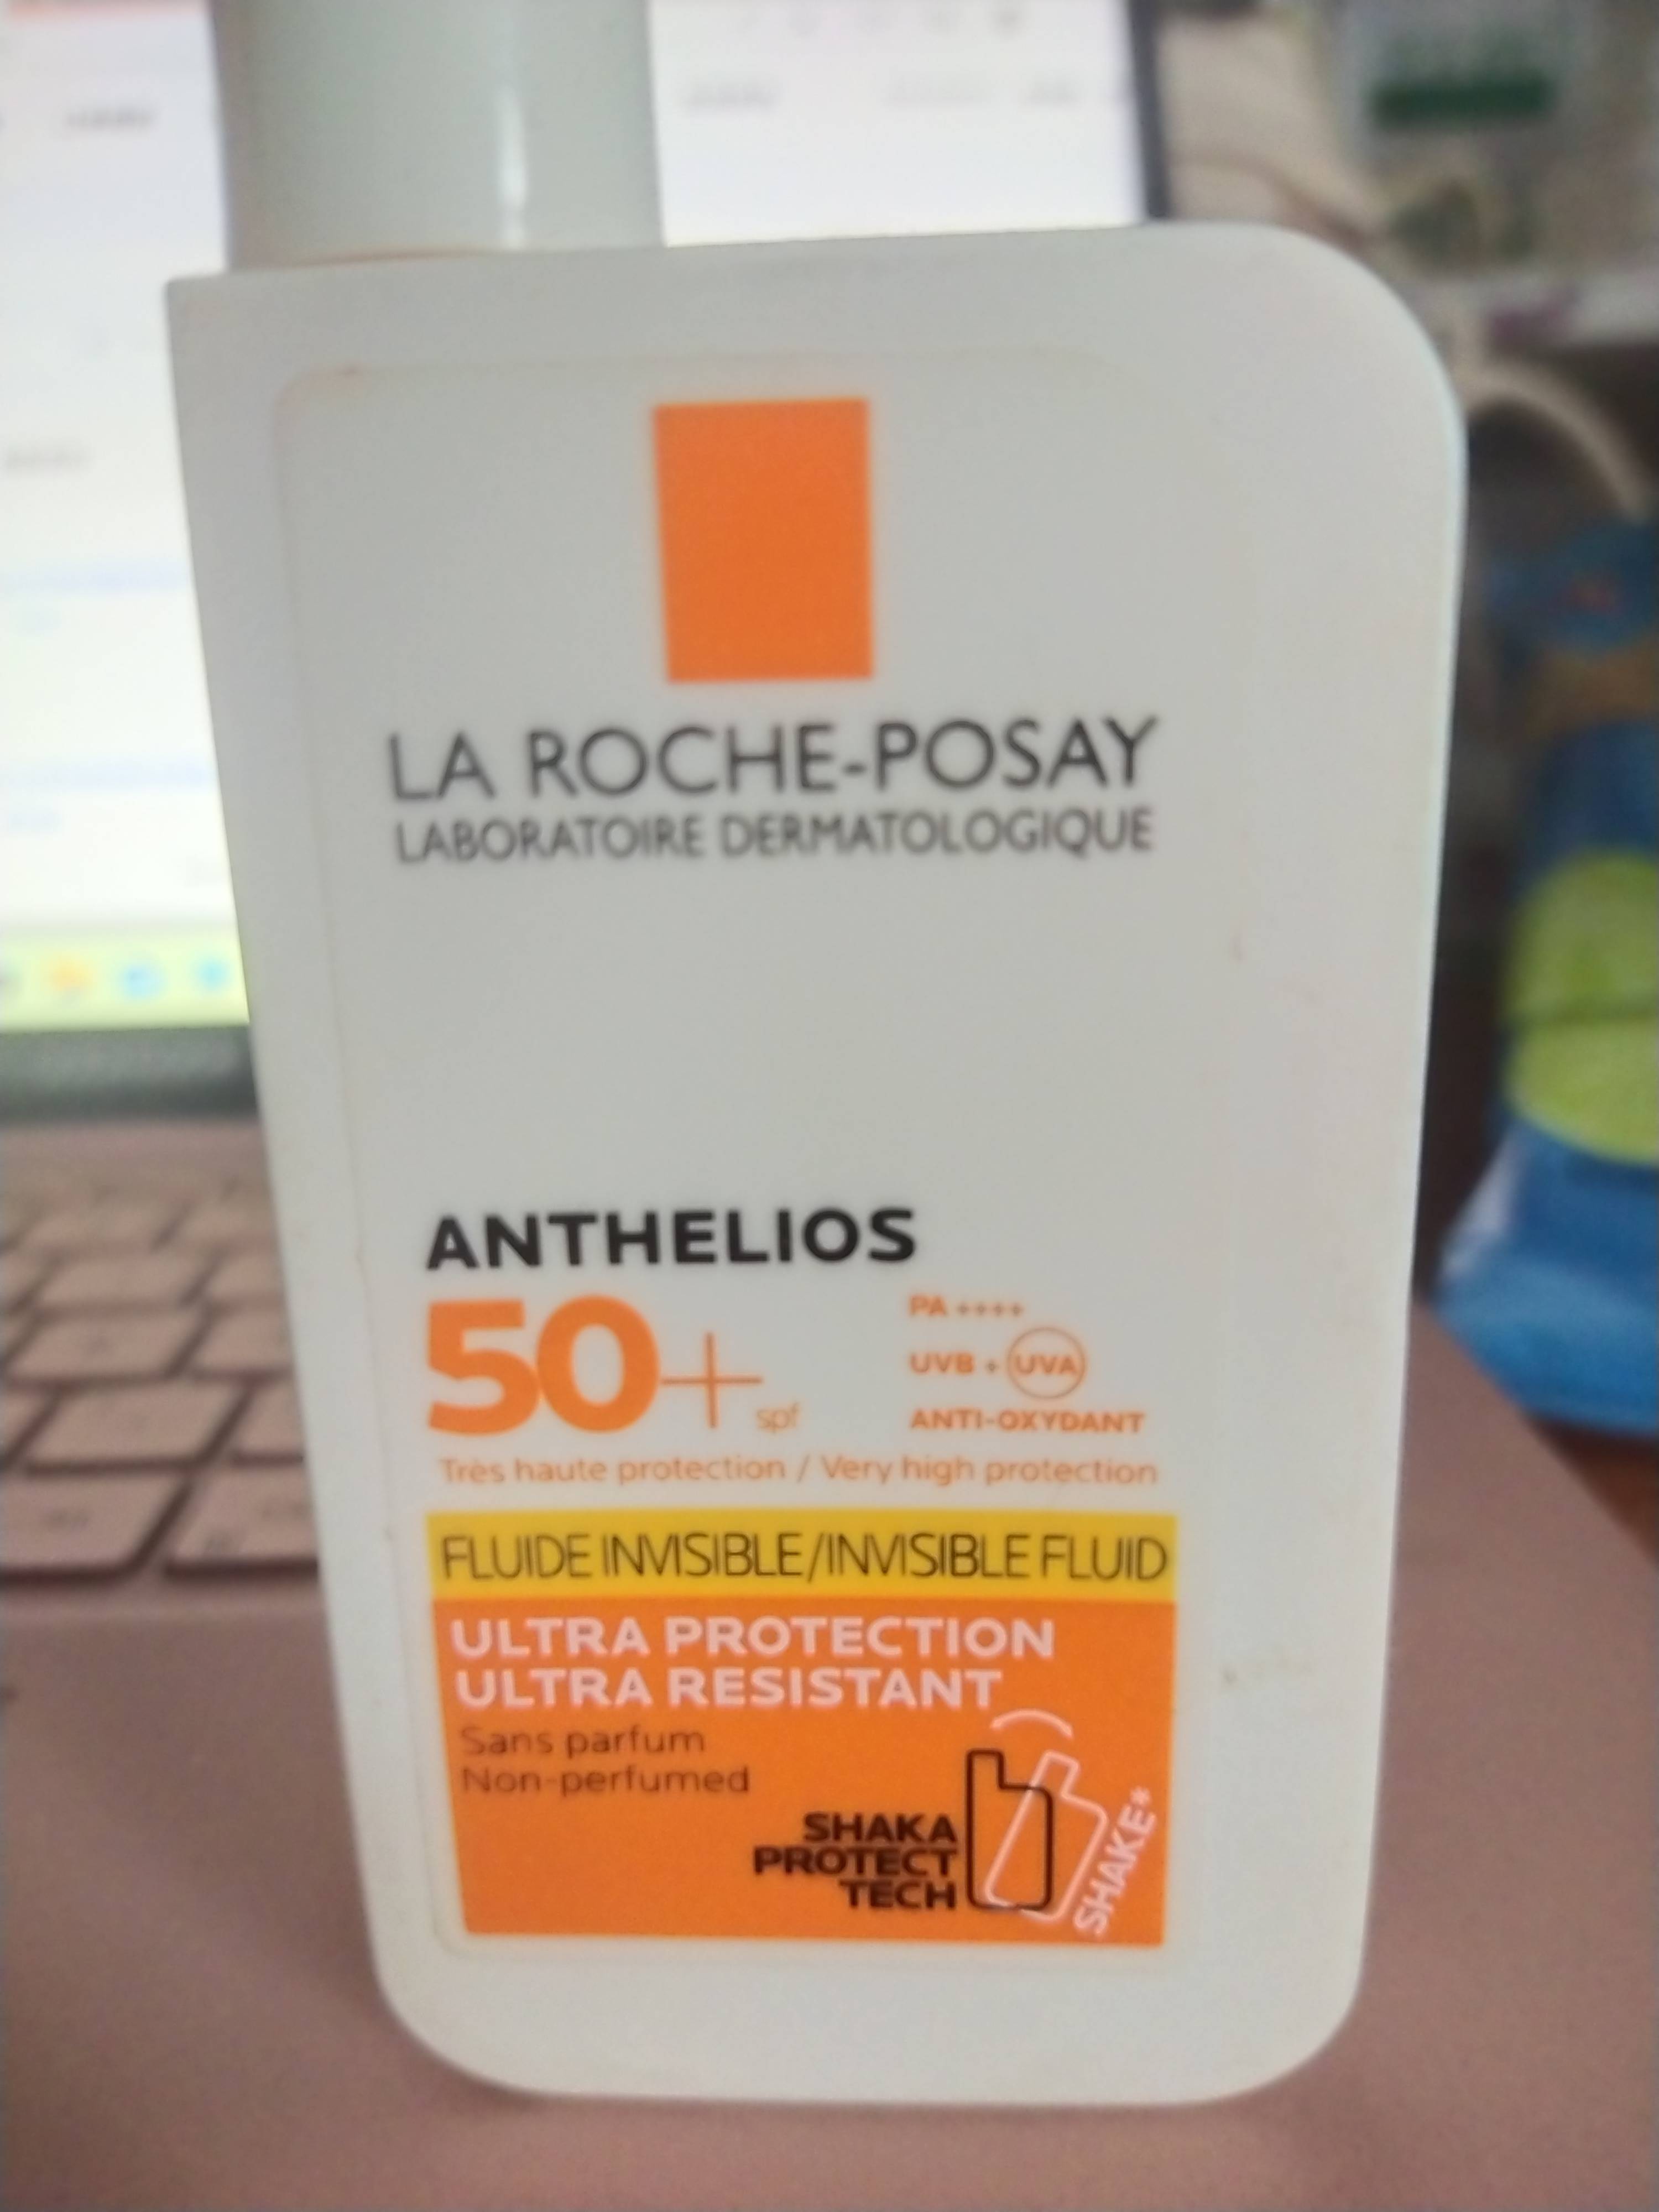 LA ROCHE-POSAY
LABORATOIRE DERMATOLOGIQUE
ANTHELIOS
50+ spf
PA ++++
UVB + UVA
ANTI-OXYDANT
Très haute protection / Very high protection
FLUIDE INVISIBLE/INVISIBLE FLUID
ULTRA PROTECTION
ULTRA RESISTANT
Sans parfum
Non-perfumed
SHAKA
PROTECT
TECH
SHAKE*